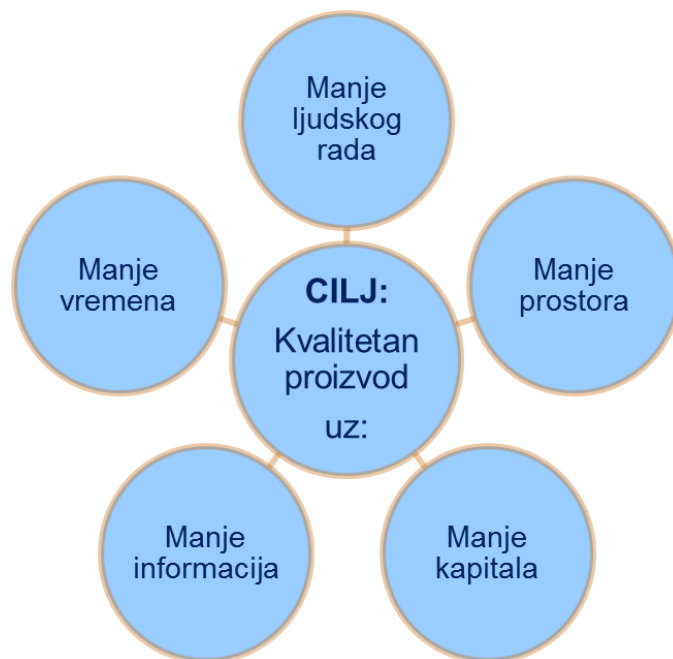 Manje
ljudskog
rada
Manje
vremena
CILJ:
Kvalitetan
proizvod
uz:
Manje
prostora
Manje
informacija
Manje
kapitala